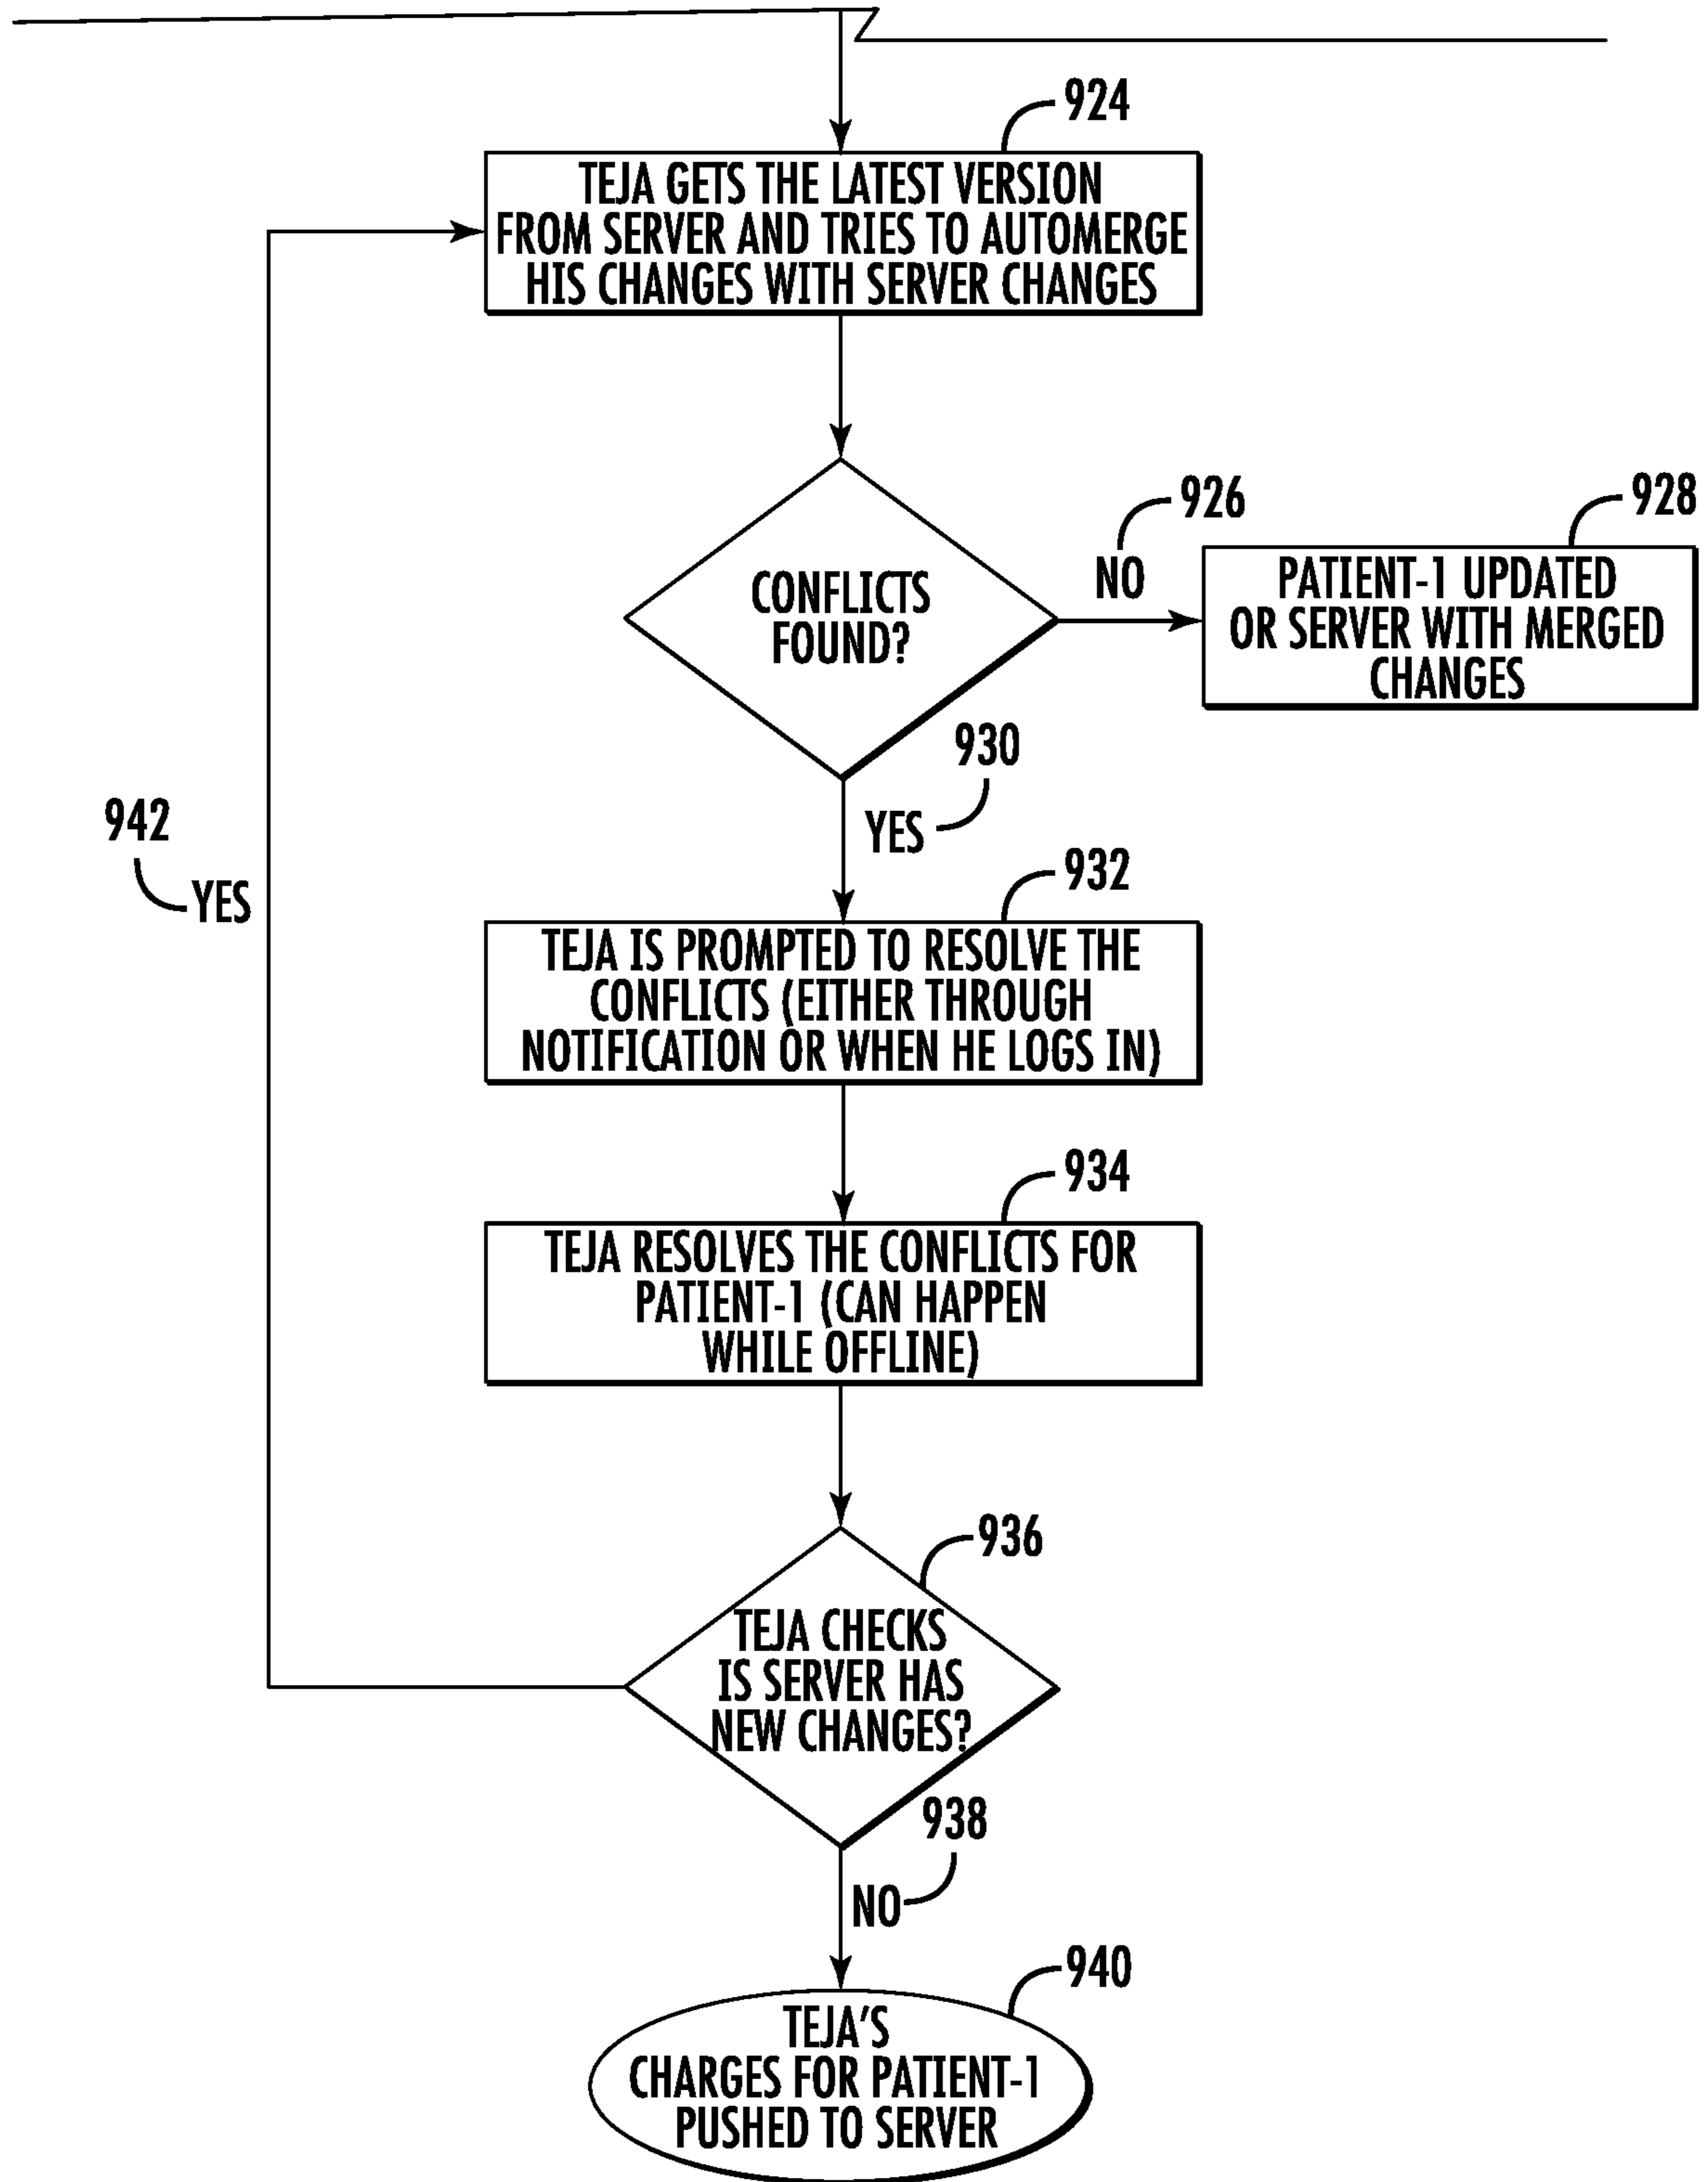 924
TEJA GETS THE LATEST VERSION
FROM SERVER AND TRIES TO AUTOMERGE
HIS CHANGES WITH SERVER CHANGES
CONFLICTS
FOUND?
926
NO
928
PATIENT-1 UPDATED
OR SERVER WITH MERGED
CHANGES
930
YES
942
YES
932
TEJA IS PROMPTED TO RESOLVE THE
CONFLICTS (EITHER THROUGH
NOTIFICATION OR WHEN HE LOGS IN)
934
TEJA RESOLVES THE CONFLICTS FOR
PATIENT-1 (CAN HAPPEN
WHILE OFFLINE)
936
TEJA CHECKS
IS SERVER HAS
NEW CHANGES?
938
NO
940
TEJA'S
CHARGES FOR PATIENT-1
PUSHED TO SERVER